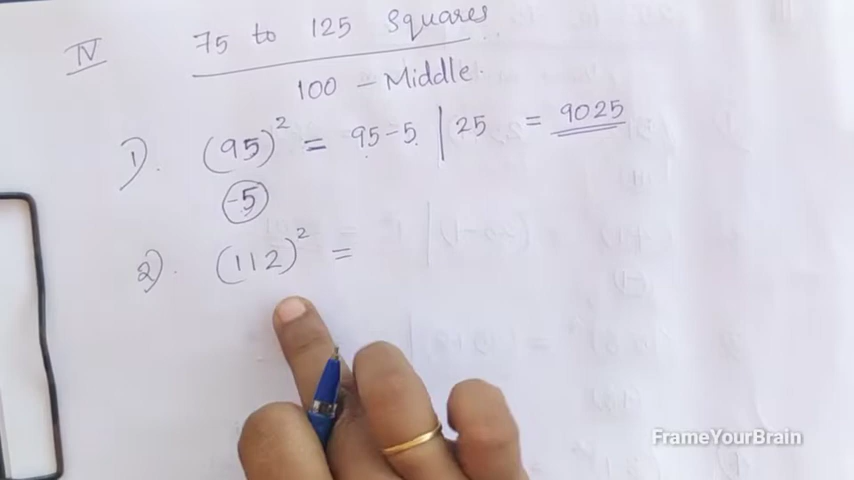 IV 75 to 125 Squares
100 - Middle.
1). (95)² = 95-5 | 25 = 9025
-5
2). (112)² =
FrameYourBrain